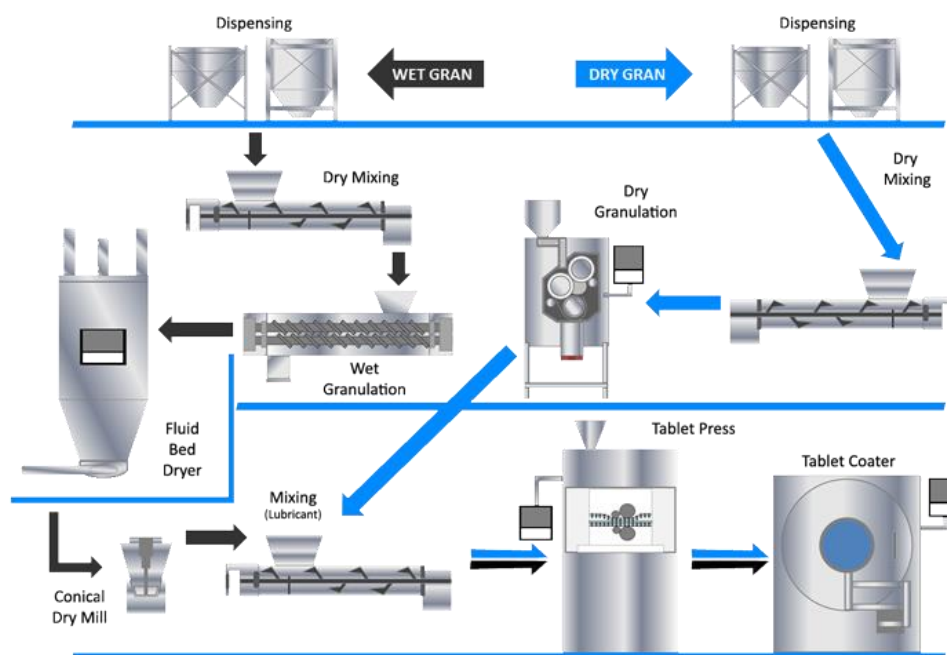 Dispensing
WET GRAN
DRY GRAN
Dispensing
Dry Mixing
Dry
Granulation
Dry
Mixing
Wet
Granulation
Fluid
Bed
Dryer
Tablet Press
Tablet Coater
Mixing
(Lubricant)
Conical
Dry Mill